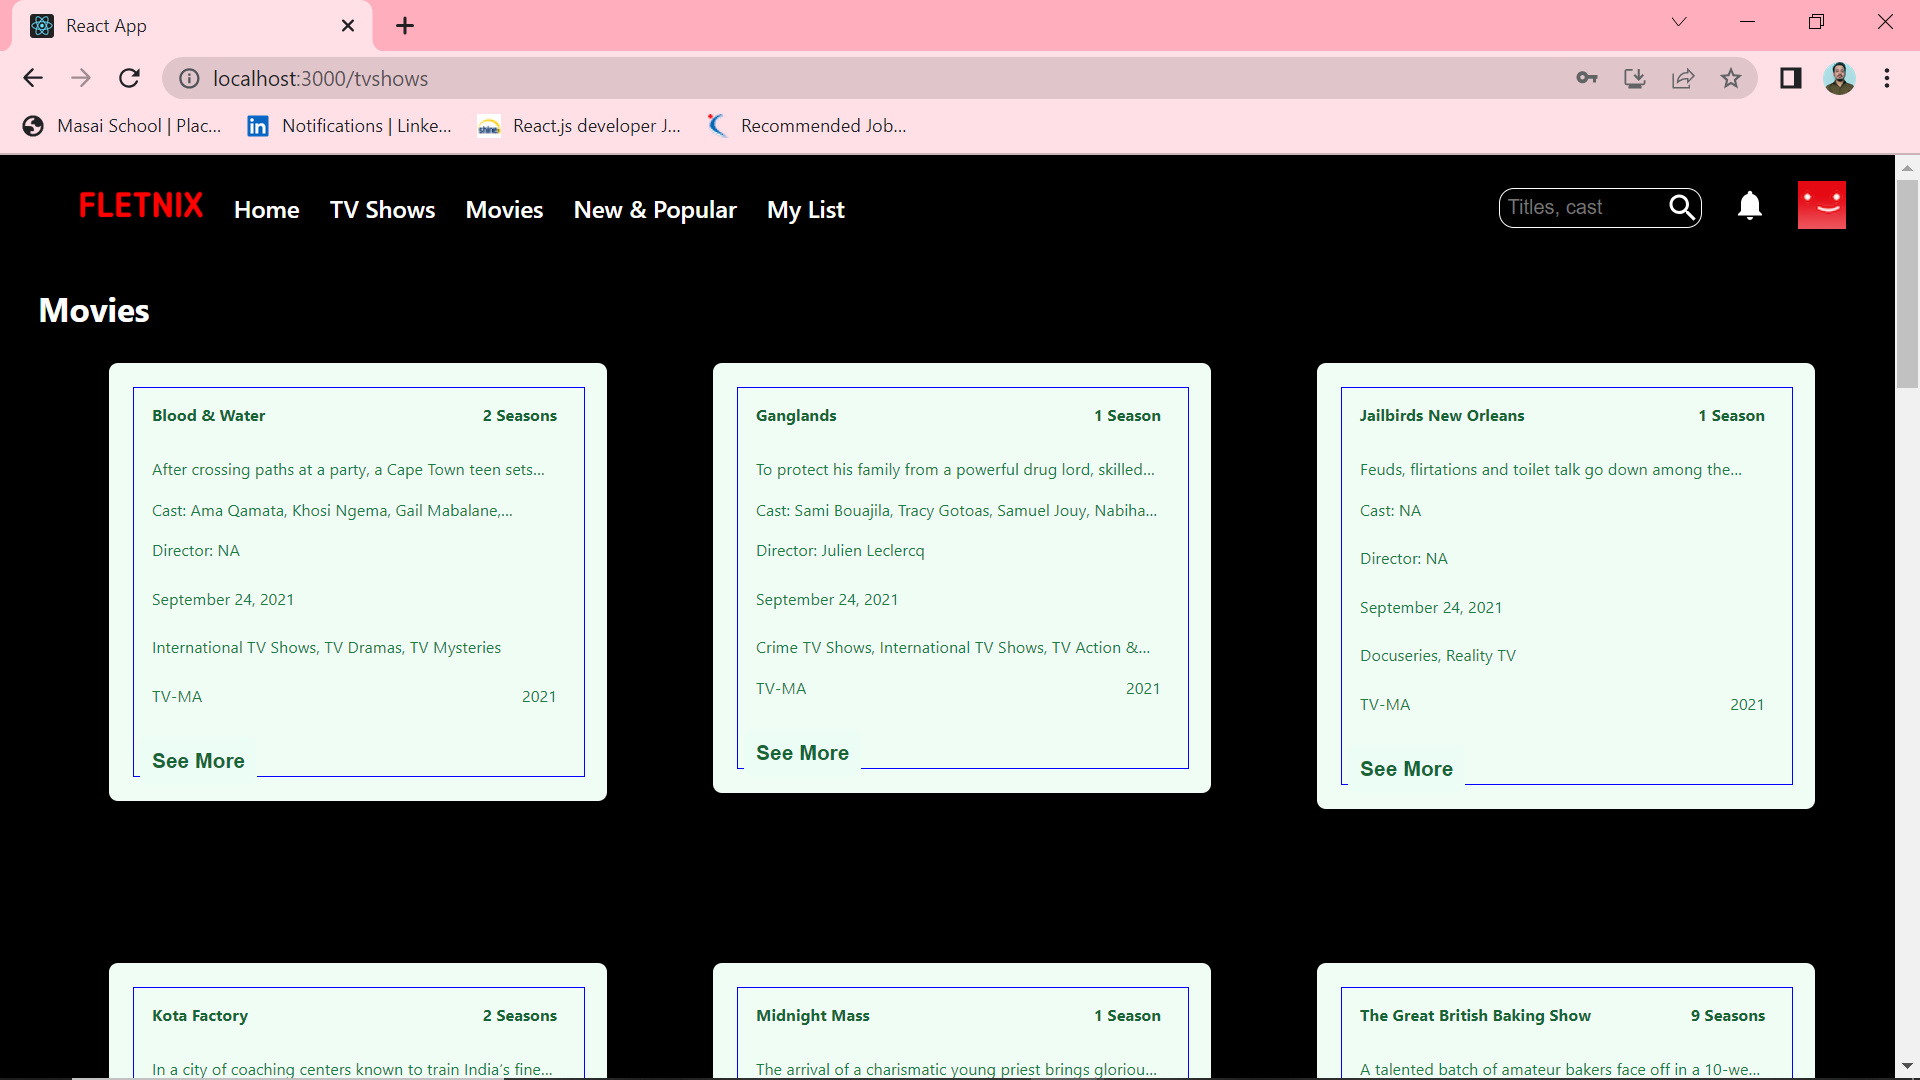 React App
localhost:3000/tvshows
Masai School | Plac...
Notifications | Linke...
shine
React.js developer J...
Recommended Job...
FLETNIX
Home
TV Shows
Movies
New & Popular
My List
Titles, cast
Movies
Blood & Water
2 Seasons
After crossing paths at a party, a Cape Town teen sets...
Cast: Ama Qamata, Khosi Ngema, Gail Mabalane,...
Director: NA
September 24, 2021
International TV Shows, TV Dramas, TV Mysteries
TV-MA
2021
See More
Ganglands
1 Season
To protect his family from a powerful drug lord, skilled...
Cast: Sami Bouajila, Tracy Gotoas, Samuel Jouy, Nabiha...
Director: Julien Leclercq
September 24, 2021
Crime TV Shows, International TV Shows, TV Action &...
TV-MA
2021
See More
Jailbirds New Orleans
1 Season
Feuds, flirtations and toilet talk go down among the...
Cast: NA
Director: NA
September 24, 2021
Docuseries, Reality TV
TV-MA
2021
See More
Kota Factory
2 Seasons
In a city of coaching centers known to train India's fine...
Midnight Mass
1 Season
The arrival of a charismatic young priest brings gloriou...
The Great British Baking Show
9 Seasons
A talented batch of amateur bakers face off in a 10-we...